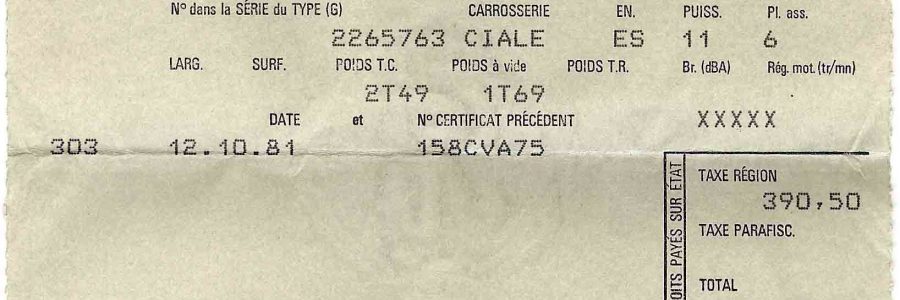 N° dans la SÉRIE du TYPE (G) CARROSSERIE EN. PUISS. Pl. ass.
2265763 CIALE ES 11 6
LARG. SURF. POIDS T.C. POIDS à vide POIDS T.R. Br. (dBA) Rég. mot. (tr/mn)
2T49 1T69
DATE et N° CERTIFICAT PRÉCÉDENT XXXXX
303 12.10.81 158CVA75
TAXE RÉGION
390,50
TAXE PARAFISC.
TOTAL
PAYÉS SUR ÉTAT